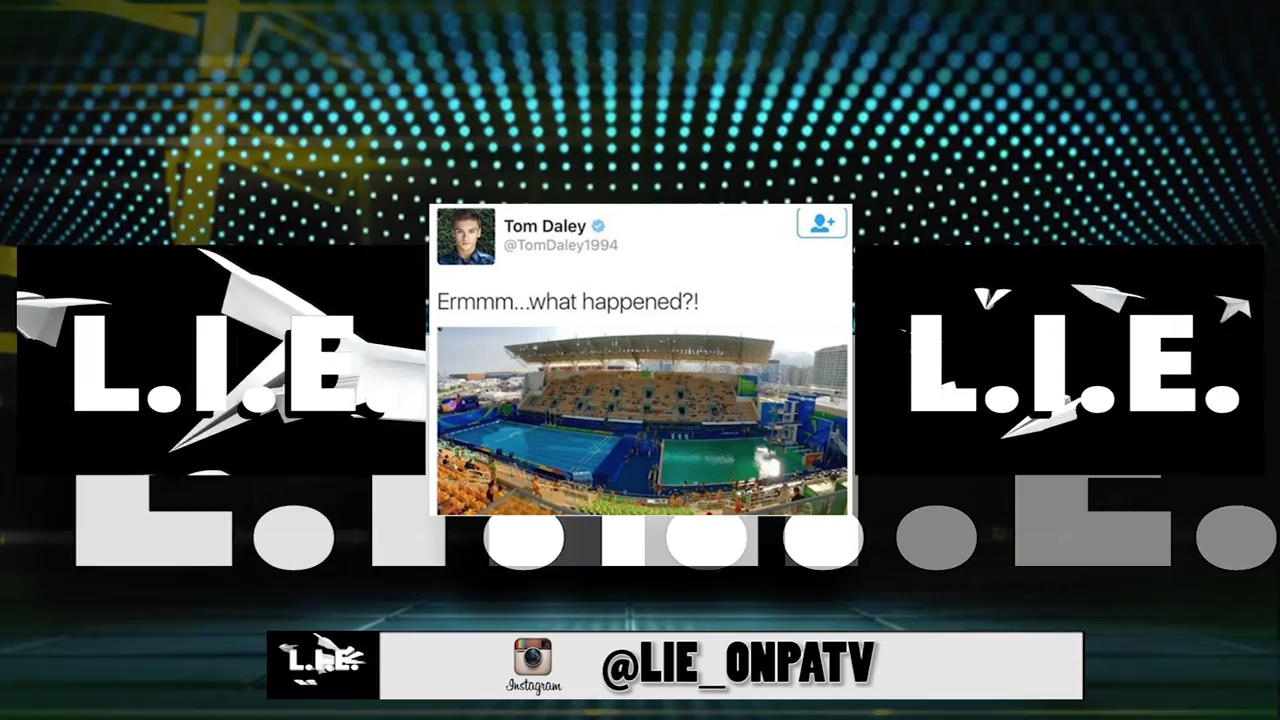 Tom Daley
@TomDaley1994
Ermmm...what happened?!
L.I.E.
L.I.E.
L.I.E.
Instagram
@LIE_ONPATV